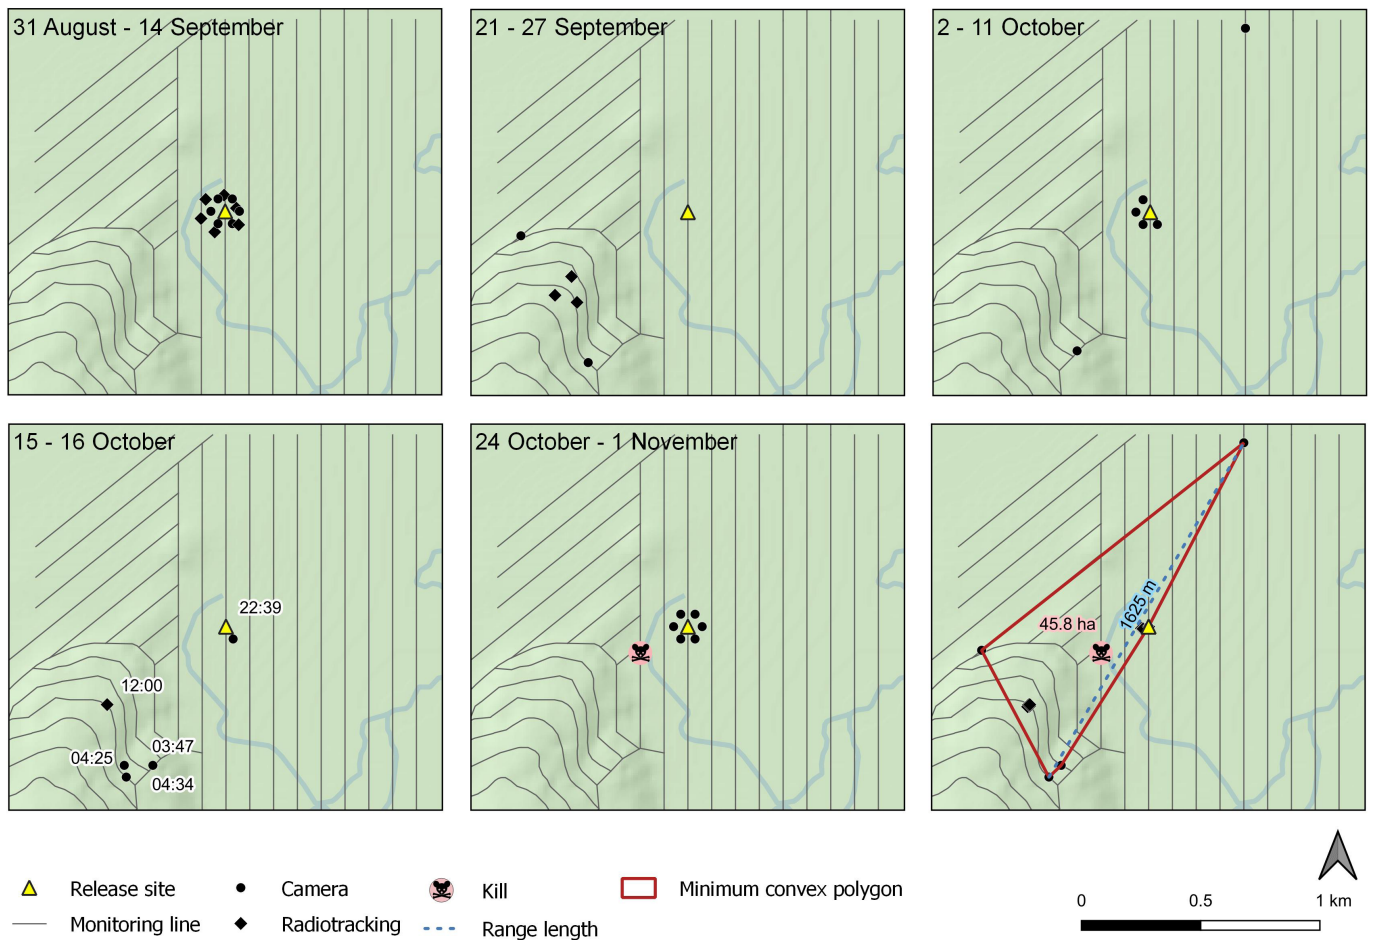 31 August - 14 September
21 - 27 September
2 - 11 October
15 - 16 October
22:39
12:00
03:47
04:25
04:34
24 October - 1 November
1625 m
45.8 ha
Release site
Camera
Kill
Minimum convex polygon
Monitoring line
Radiotracking
Range length
0 0.5 1 km